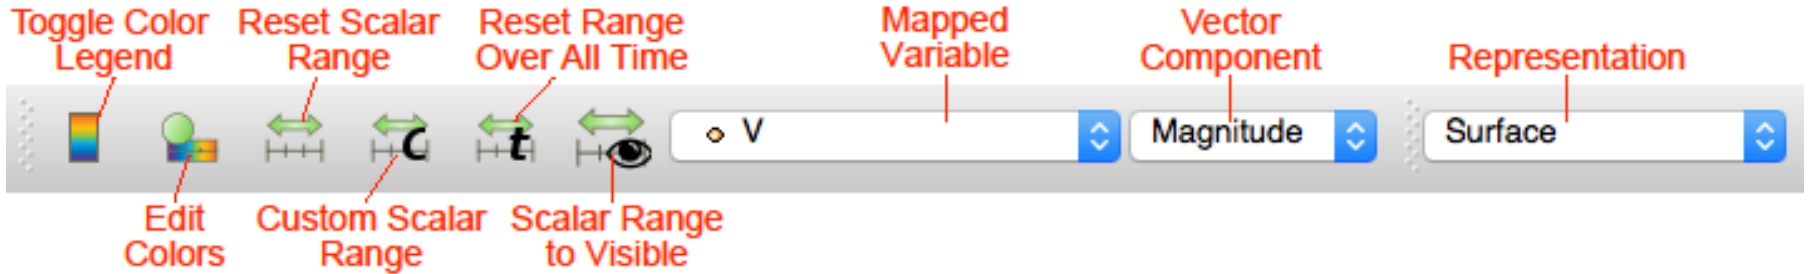 Toggle Color
Legend
Reset Scalar
Range
Reset Range
Over All Time
Mapped
Variable
Vector
Component
Representation
C
t
V
Magnitude
Surface
Edit
Colors
Custom Scalar
Range
Scalar Range
to Visible